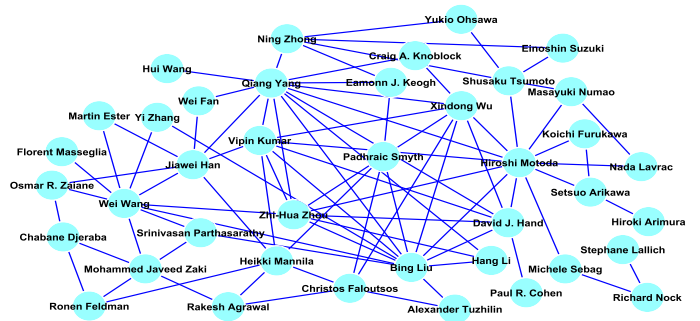 Yukio Ohsawa
Ning Zhong
Einoshin Suzuki
Craig A. Knoblock
Hui Wang
Qiang Yang
Eamonn J. Keogh
Shusaku Tsumoto
Masayuki Numao
Wei Fan
Xindong Wu
Martin Ester
Yi Zhang
Koichi Furukawa
Vipin Kumar
Florent Masseglia
Jiawei Han
Padhraic Smyth
Hiroshi Motoda
Nada Lavrac
Osmar R. Zaïane
Setsuo Arikawa
Wei Wang
Zhi-Hua Zhou
Hiroki Arimura
David J. Hand
Chabane Djeraba
Srinivasan Parthasarathy
Stephane Lallich
Mohammed Javeed Zaki
Heikki Mannila
Bing Liu
Hang Li
Michele Sebag
Christos Faloutsos
Paul R. Cohen
Richard Nock
Ronen Feldman
Rakesh Agrawal
Alexander Tuzhilin